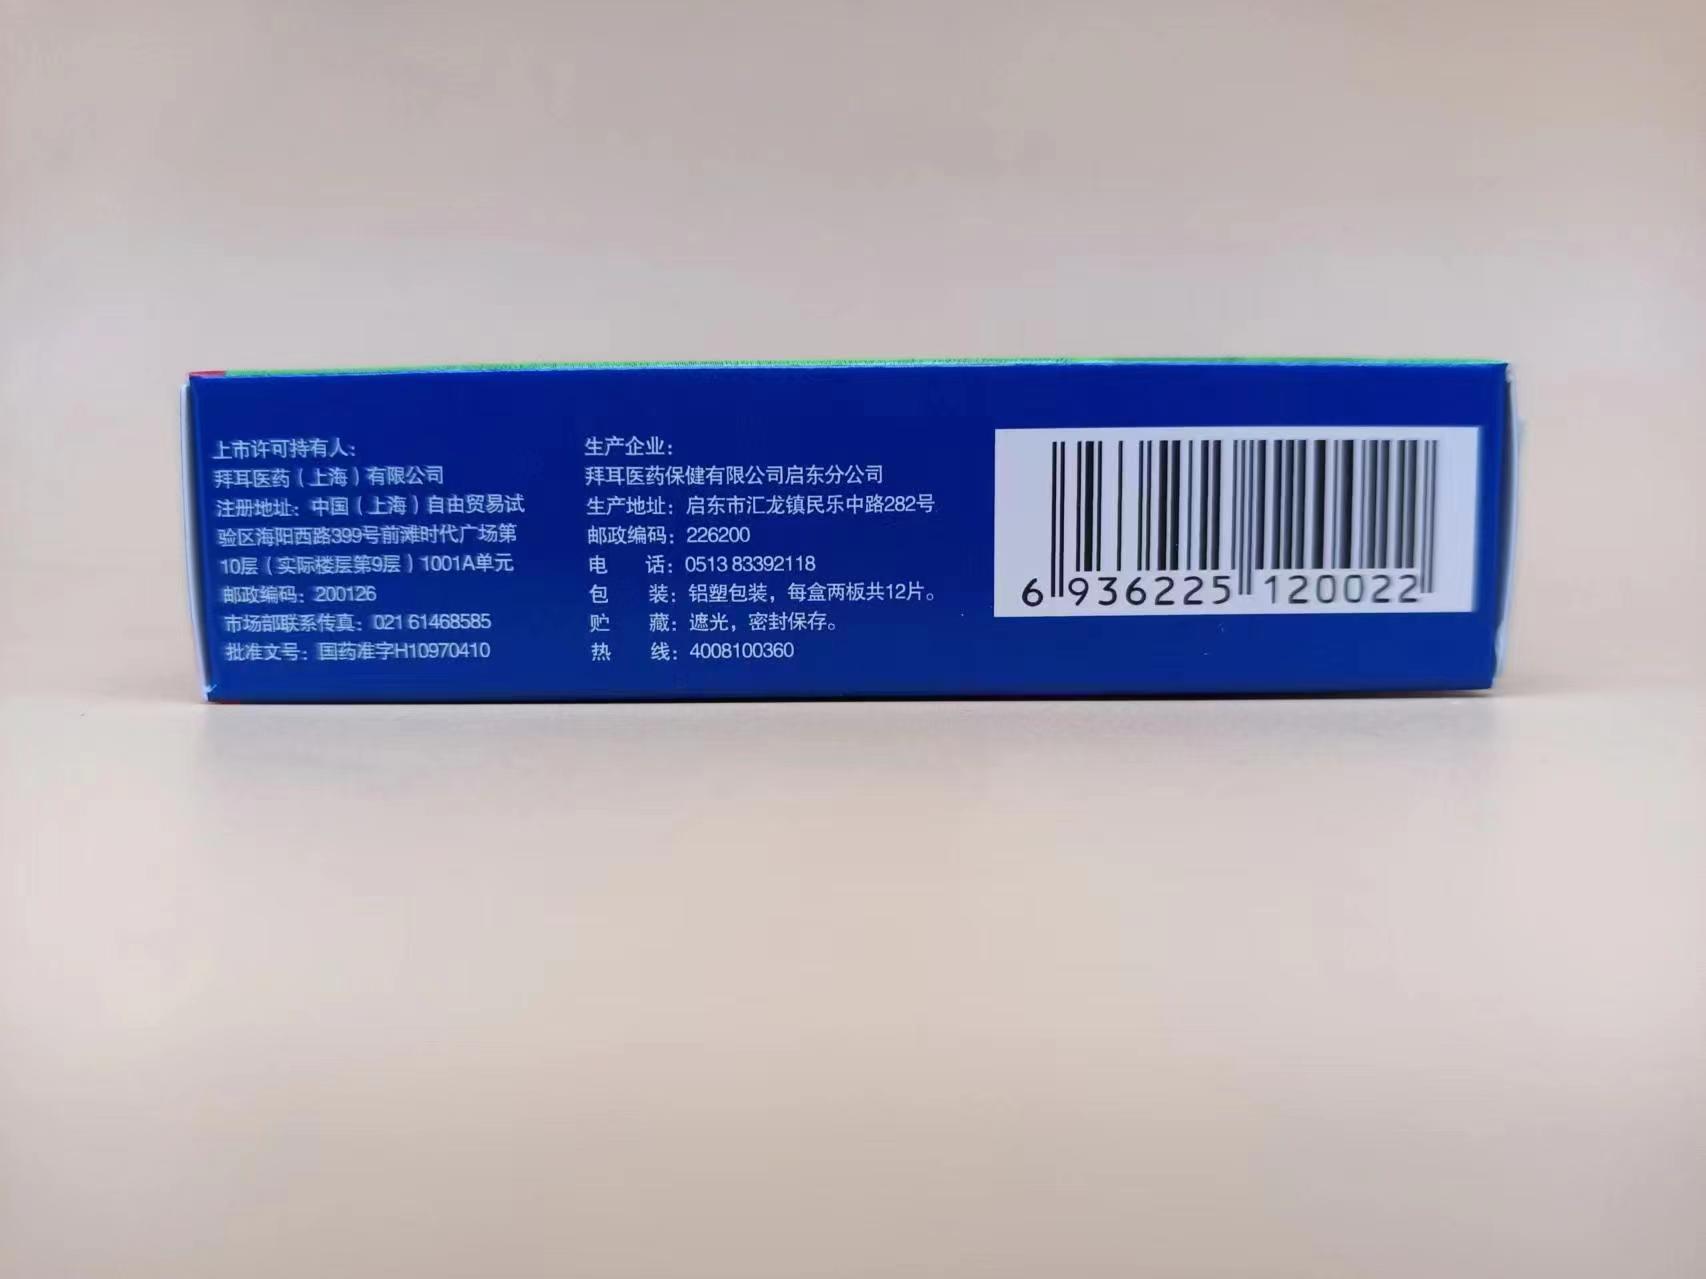 上市许可持有人：
拜耳医药（上海）有限公司
注册地址：中国（上海）自由贸易试
验区海阳西路399号前滩时代广场第
10层（实际楼层第9层）1001A单元
邮政编码：200126
市场部联系传真：021 61468585
批准文号：国药准字H10970410
生产企业：
拜耳医药保健有限公司启东分公司
生产地址：启东市汇龙镇民乐中路282号
邮政编码：226200
电 话：0513 83392118
包 装：铝塑包装，每盒两板共12片。
贮 藏：遮光，密封保存。
热 线：4008100360
6 936225 120022